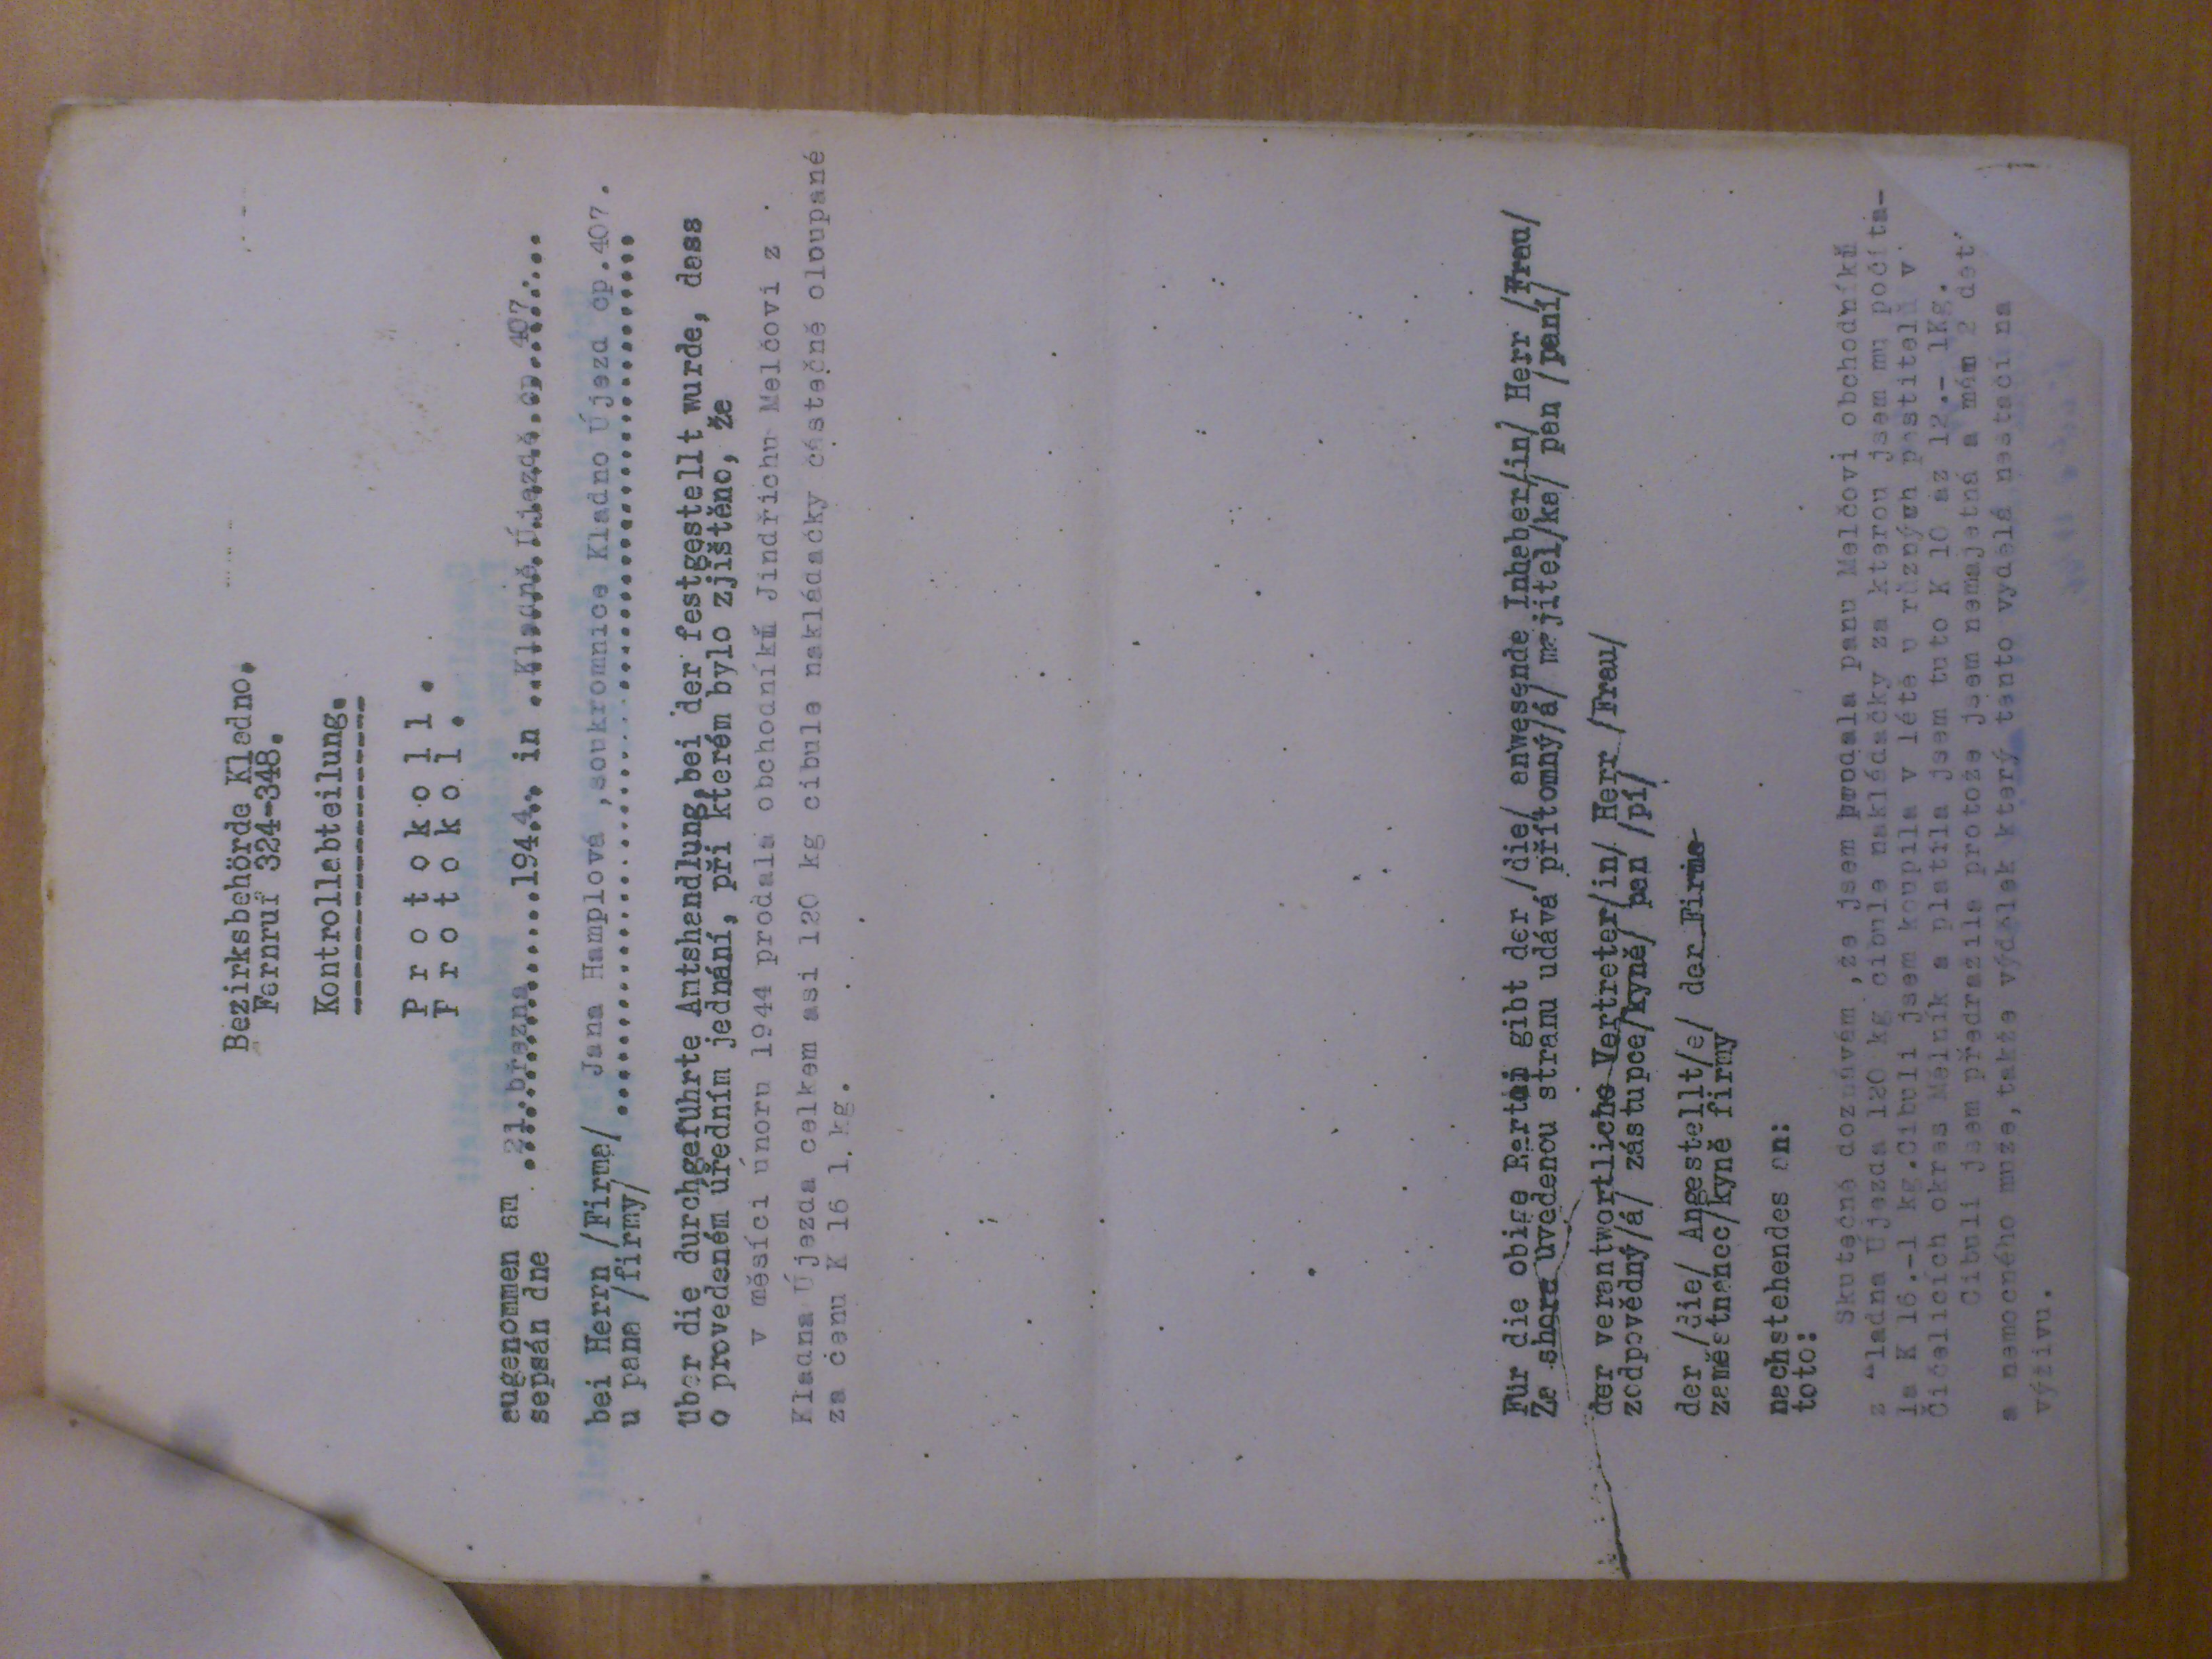 Bezirksbehörde Kladno.
Fernruf 324-348.
Kontrollabteilung.
Protokoll.
Protokol.
augenommen am 21. března 1944. in Kladně Újezdě čp. 407.
sepsán dne
bei Herrn /Firma/ Jana Hamplová ,soukromnice Kladno Újezd čp.407.
u pana /firmy/
über die durchgeführte Amtshandlung,bei der festgestellt wurde, dass
o provedeném úředním jednání, při kterém bylo zjištěno, že
v měsíci únoru 1944 prodala obchodníků Jindřichu Melčovi z
Kladna Újezda celkem asi 120 kg cibule nakládačky částečně oloupané
za cenu K 16 1 kg.
Für die obige Partei gibt der /die/ anwesende Inhaber/in/ Herr /Frau/
Za shora uvedenou stranu udává přítomný/á/ majitel/ka/ pan /paní/
der verantwortliche Vertreter/in/ Herr /Frau/
zodpovědný/á/ zástupce/kyně/ pan /pí/
der /die/ Angestellt/e/ der Firma
zaměstnanec/kyně firmy
nachstehendes an:
toto:
Skutečně doznávám ,že jsem prodala panu Melčovi obchodníků
z Kladna Újezda 120 kg cibule nakládačky za kterou jsem mu počíta-
la K 16.-1 kg.Cibuli jsem koupila v létě u různých pěstitelů v
Čičelicích okres Mělník a platila jsem tuto K 10 až 12.- 1Kg.
Cibuli jsem předražila protože jsem nemajetná a mám 2 děti
a nemocného muže,takže výdělek který tento vydělá nestačí na
výživu.